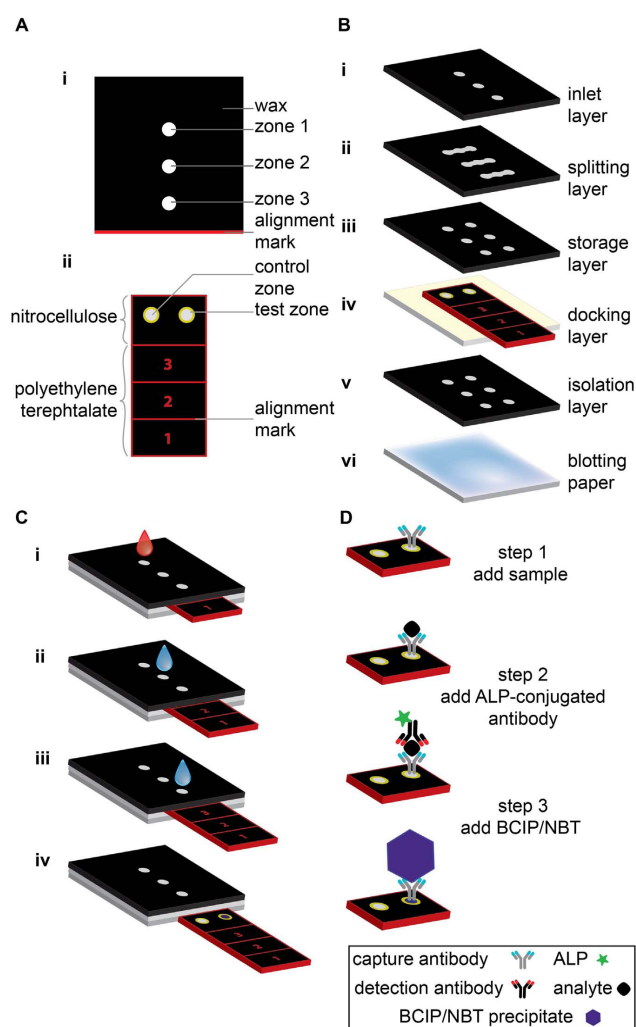 A
i
wax
zone 1
zone 2
zone 3
alignment
mark
ii
control
zone
test zone
nitrocellulose
3
polyethylene
terephtalate
2
alignment
mark
1
B
i
inlet
layer
ii
splitting
layer
iii
storage
layer
iv
3
2
1
docking
layer
v
isolation
layer
vi
blotting
paper
C
i
1
ii
2
1
iii
3
2
1
iv
3
2
1
D
step 1
add sample
step 2
add ALP-conjugated
antibody
step 3
add BCIP/NBT
capture antibody
ALP
detection antibody
analyte
BCIP/NBT precipitate